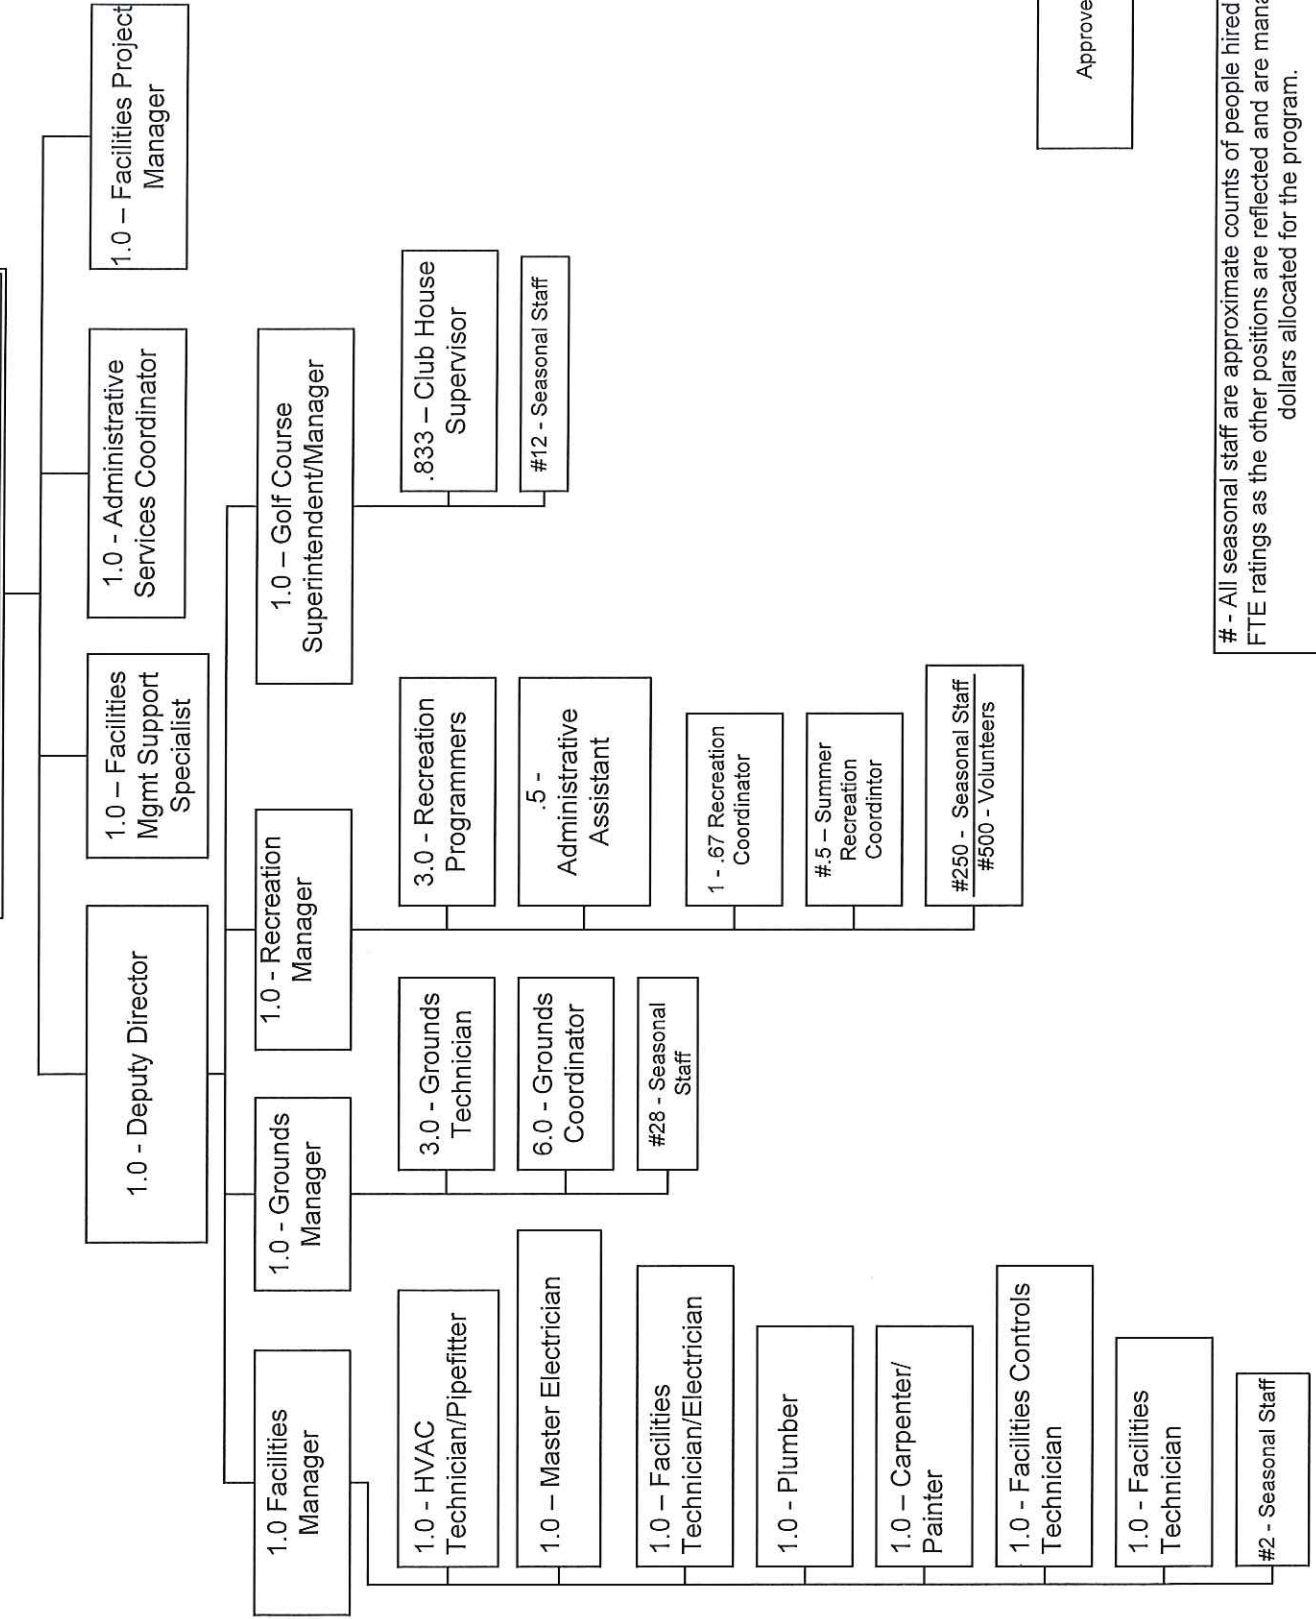 1.0 - Deputy Director
1.0 – Facilities
Mgmt Support
Specialist
1.0 - Administrative
Services Coordinator
1.0 – Facilities Project
Manager
1.0 Facilities
Manager
1.0 - Grounds
Manager
1.0 - Recreation
Manager
1.0 – Golf Course
Superintendent/Manager
1.0 - HVAC
Technician/Pipefitter
1.0 – Master Electrician
1.0 – Facilities
Technician/Electrician
1.0 - Plumber
1.0 – Carpenter/
Painter
1.0 - Facilities Controls
Technician
1.0 - Facilities
Technician
#2 - Seasonal Staff
3.0 - Grounds
Technician
6.0 - Grounds
Coordinator
#28 - Seasonal
Staff
3.0 - Recreation
Programmers
.5 -
Administrative
Assistant
1 - .67 Recreation
Coordinator
#.5 – Summer
Recreation
Coordintor
#250 - Seasonal Staff
#500 - Volunteers
.833 – Club House
Supervisor
#12 - Seasonal Staff
Approve
# - All seasonal staff are approximate counts of people hired
FTE ratings as the other positions are reflected and are mana
dollars allocated for the program.